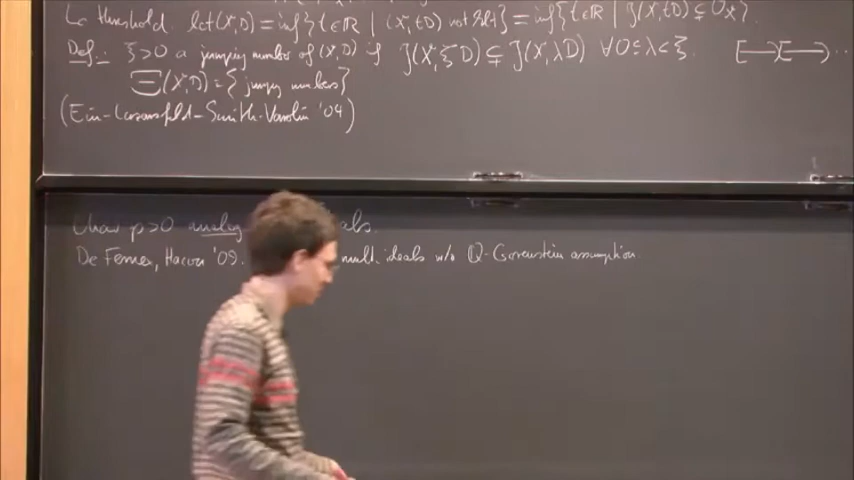 Lc threshold. lct(X,D) = inf{t∈ℝ | (X,tD) not klt} = inf{t∈ℝ | J(X,tD) ⊊ O_X}.
Def.: ξ>0 a jumping number of (X,D) if J(X,ξD) ⊊ J(X,λD) ∀0≤λ<ξ.
Ξ(X,D) = {jumping numbers}
(Ein-Lazarsfeld-Smith-Varolin '04)
Char p>0 analog
De Fernex, Hacon '09. mult. ideals w/o ℚ-Gorenstein assumption.